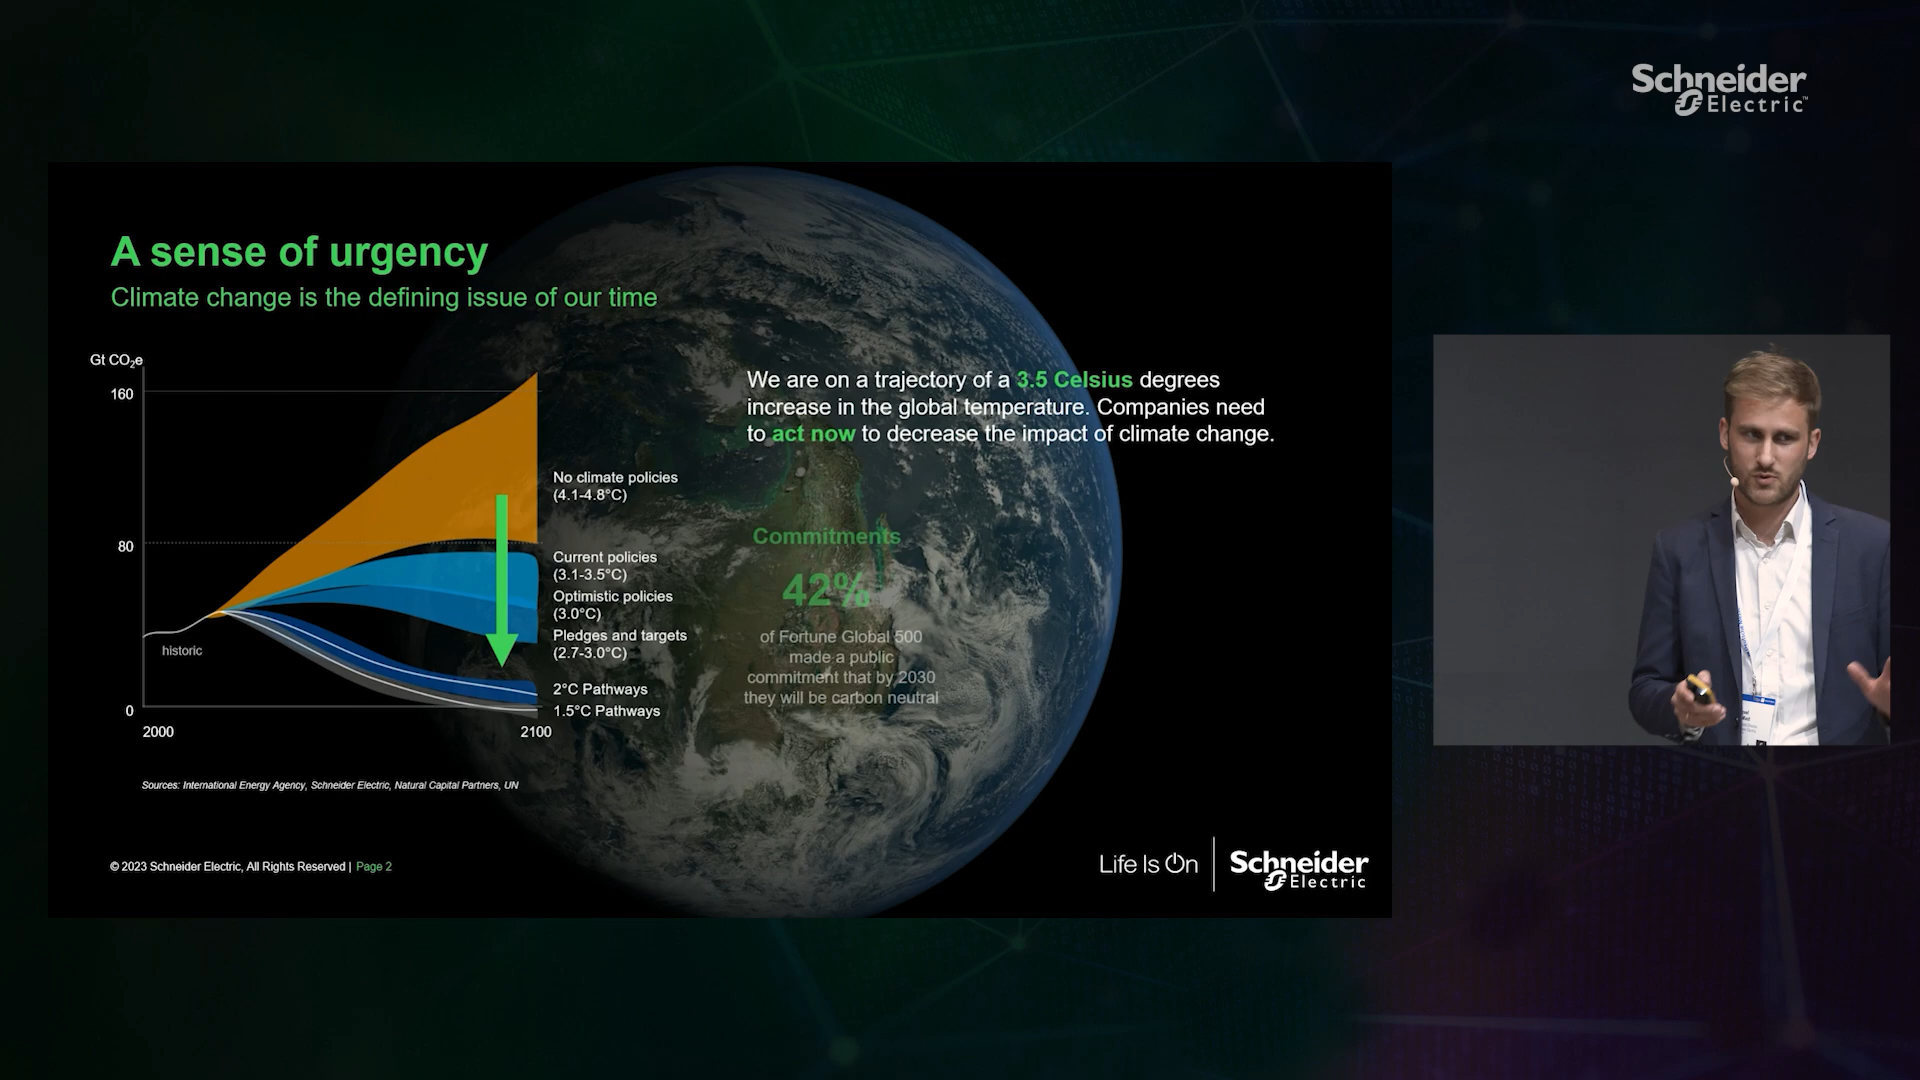 Schneider
Electric™
A sense of urgency
Climate change is the defining issue of our time
Gt CO₂e
160
80
0
historic
2000
2100
No climate policies
(4.1-4.8°C)
Current policies
(3.1-3.5°C)
Optimistic policies
(3.0°C)
Pledges and targets
(2.7-3.0°C)
2°C Pathways
1.5°C Pathways
Sources: International Energy Agency, Schneider Electric, Natural Capital Partners, UN
We are on a trajectory of a 3.5 Celsius degrees
increase in the global temperature. Companies need
to act now to decrease the impact of climate change.
Commitments
42%
of Fortune Global 500
made a public
commitment that by 2030
they will be carbon neutral
© 2023 Schneider Electric, All Rights Reserved | Page 2
Life Is On
Schneider
Electric